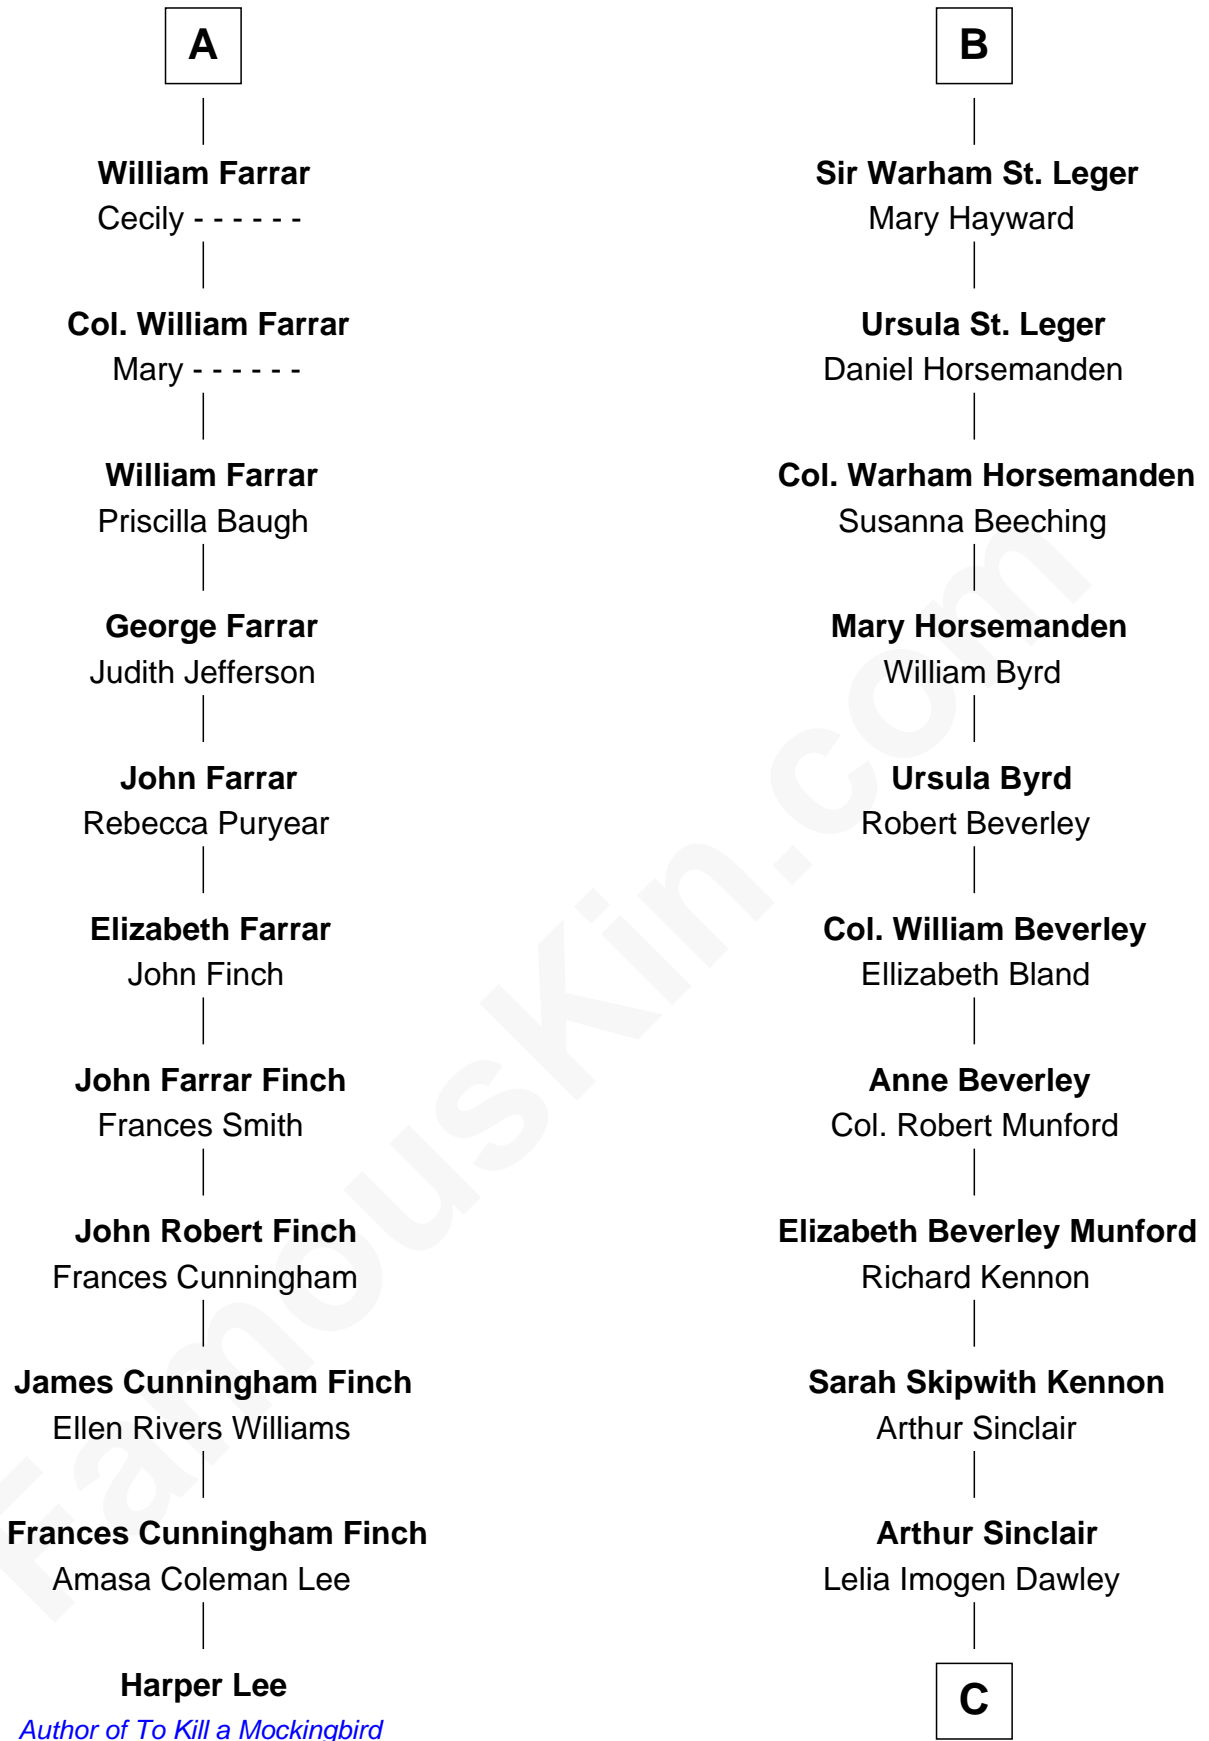 A
William Farrar
Cecily - - - - - -
Col. William Farrar
Mary - - - - - -
William Farrar
Priscilla Baugh
George Farrar
Judith Jefferson
John Farrar
Rebecca Puryear
Elizabeth Farrar
John Finch
John Farrar Finch
Frances Smith
John Robert Finch
Frances Cunningham
James Cunningham Finch
Ellen Rivers Williams
Frances Cunningham Finch
Amasa Coleman Lee
Harper Lee
Author of To Kill a Mockingbird
B
Sir Warham St. Leger
Mary Hayward
Ursula St. Leger
Daniel Horsemanden
Col. Warham Horsemanden
Susanna Beeching
Mary Horsemanden
William Byrd
Ursula Byrd
Robert Beverley
Col. William Beverley
Ellizabeth Bland
Anne Beverley
Col. Robert Munford
Elizabeth Beverley Munford
Richard Kennon
Sarah Skipwith Kennon
Arthur Sinclair
Arthur Sinclair
Lelia Imogen Dawley
C
FamousKin.com